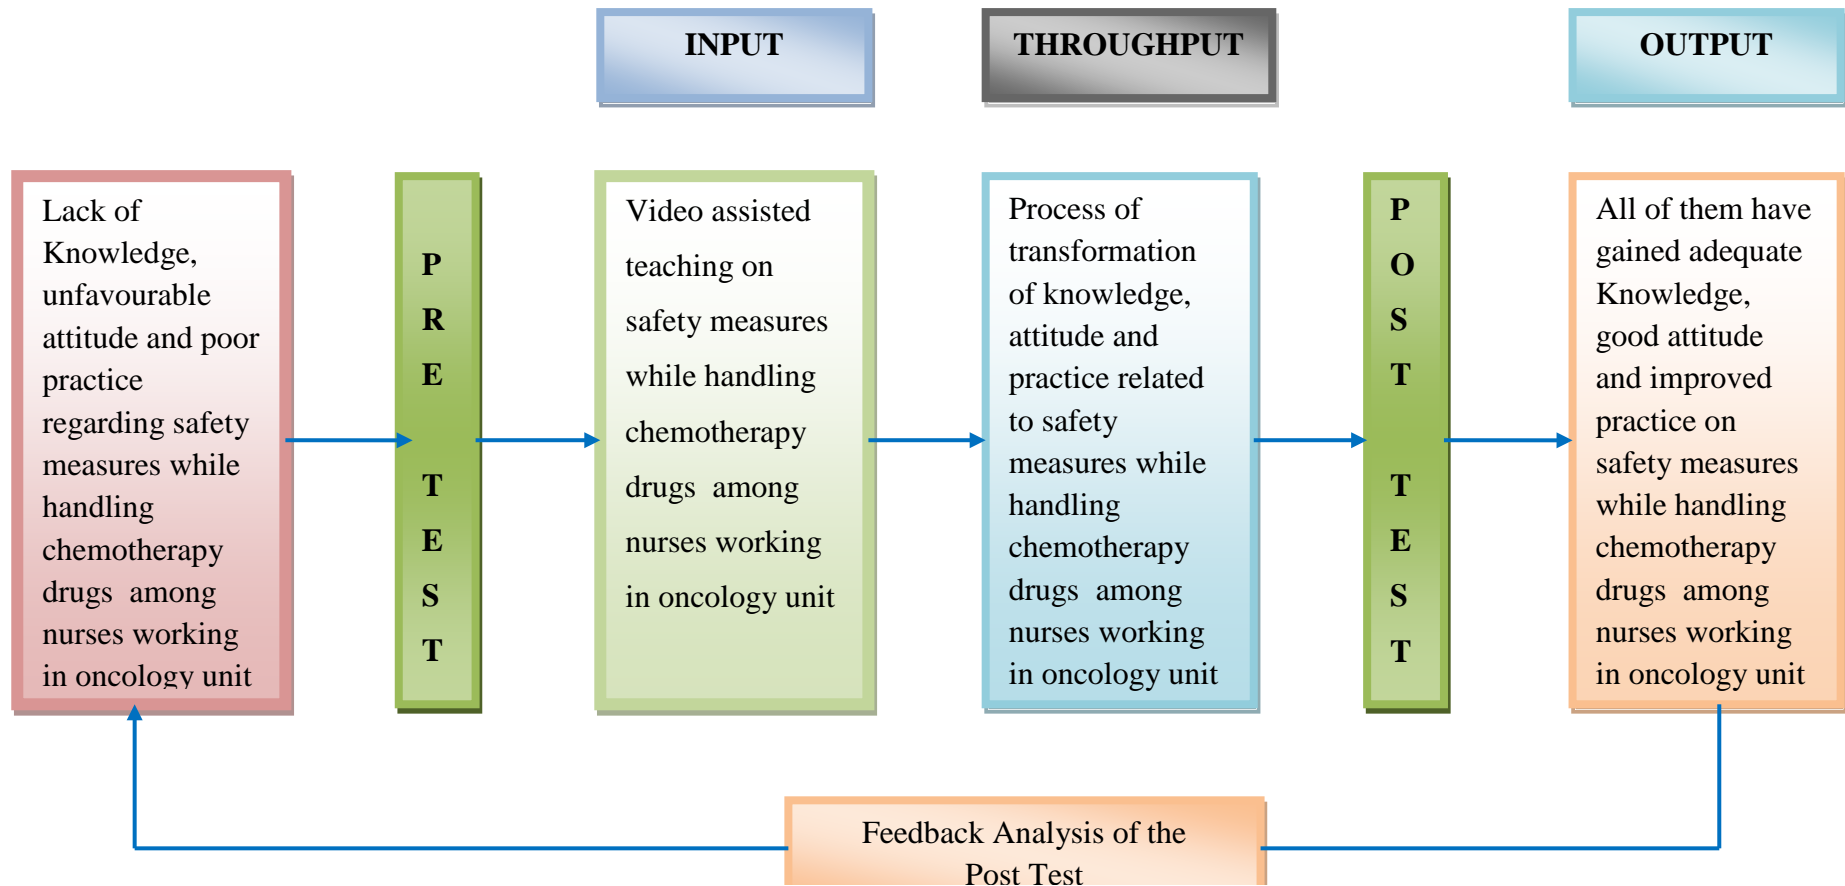 INPUT
THROUGHPUT
OUTPUT
Lack of
Knowledge,
unfavourable
attitude and poor
practice
regarding safety
measures while
handling
chemotherapy
drugs among
nurses working
in oncology unit
P
R
E
T
E
S
T
Video assisted
teaching on
safety measures
while handling
chemotherapy
drugs among
nurses working
in oncology unit
Process of
transformation
of knowledge,
attitude and
practice related
to safety
measures while
handling
chemotherapy
drugs among
nurses working
in oncology unit
P
O
S
T
T
E
S
T
All of them have
gained adequate
Knowledge,
good attitude
and improved
practice on
safety measures
while handling
chemotherapy
drugs among
nurses working
in oncology unit
Feedback Analysis of the
Post Test